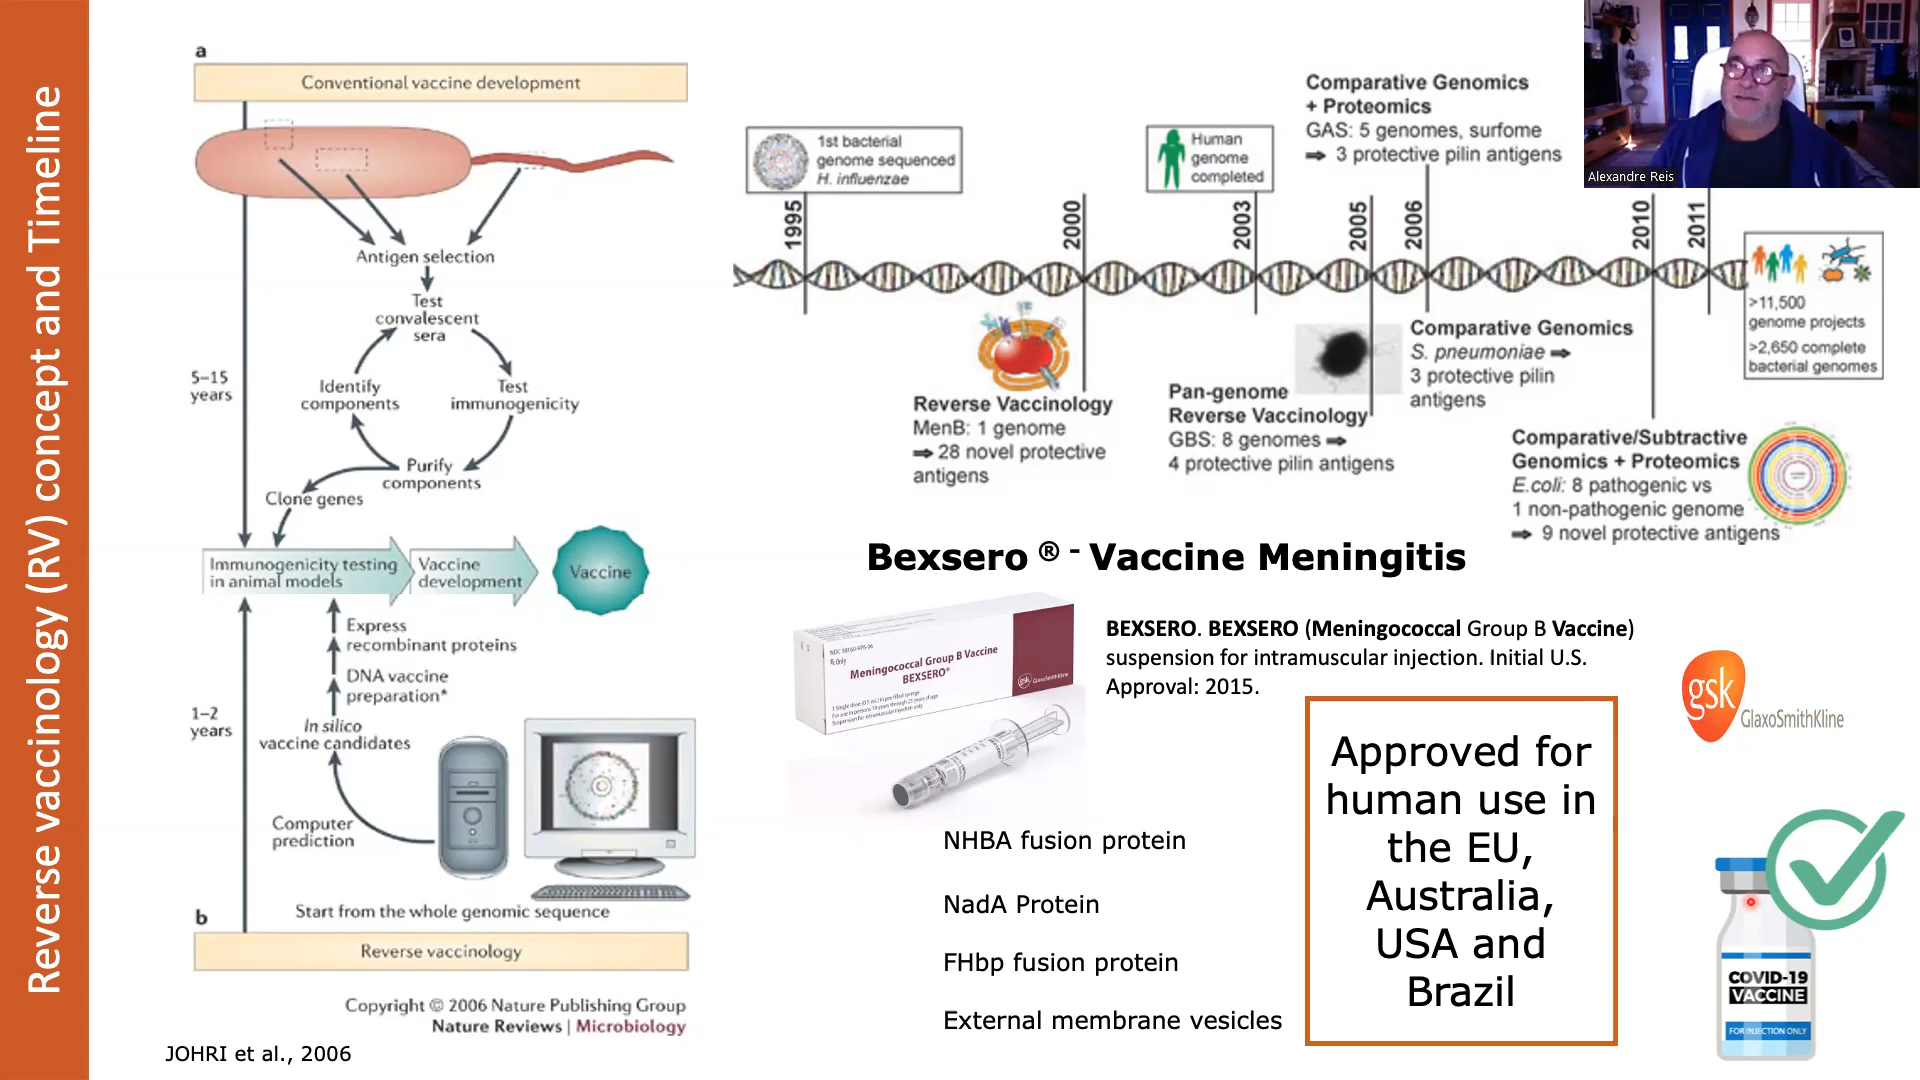 Reverse vaccinology (RV) concept and Timeline
a
Conventional vaccine development
Antigen selection
Test
convalescent
sera
Identify
components
Test
immunogenicity
5–15
years
Purify
components
Clone genes
Immunogenicity testing
in animal models
Vaccine
development
Vaccine
Express
recombinant proteins
DNA vaccine
preparation*
1–2
years
In silico
vaccine candidates
Computer
prediction
Start from the whole genomic sequence
b
Reverse vaccinology
Copyright © 2006 Nature Publishing Group
Nature Reviews | Microbiology
JOHRI et al., 2006
1st bacterial
genome sequenced
H. influenzae
Human
genome
completed
Comparative Genomics
+ Proteomics
GAS: 5 genomes, surfome
⇒ 3 protective pilin antigens
Alexandre Reis
1995
2000
2003
2005
2006
2010
2011
>11,500
genome projects
>2,650 complete
bacterial genomes
Reverse Vaccinology
MenB: 1 genome
⇒ 28 novel protective
antigens
Pan-genome
Reverse Vaccinology
GBS: 8 genomes ⇒
4 protective pilin antigens
Comparative Genomics
S. pneumoniae ⇒
3 protective pilin
antigens
Comparative/Subtractive
Genomics + Proteomics
E.coli: 8 pathogenic vs
1 non-pathogenic genome
⇒ 9 novel protective antigens
Bexsero ® - Vaccine Meningitis
Rx Only
Meningococcal Group B Vaccine
BEXSERO®
gsk GlaxoSmithKline
Suspension for intramuscular injection only
BEXSERO. BEXSERO (Meningococcal Group B Vaccine)
suspension for intramuscular injection. Initial U.S.
Approval: 2015.
gsk
GlaxoSmithKline
NHBA fusion protein
NadA Protein
FHbp fusion protein
External membrane vesicles
Approved for
human use in
the EU,
Australia,
USA and
Brazil
COVID-19
VACCINE
FOR INJECTION ONLY